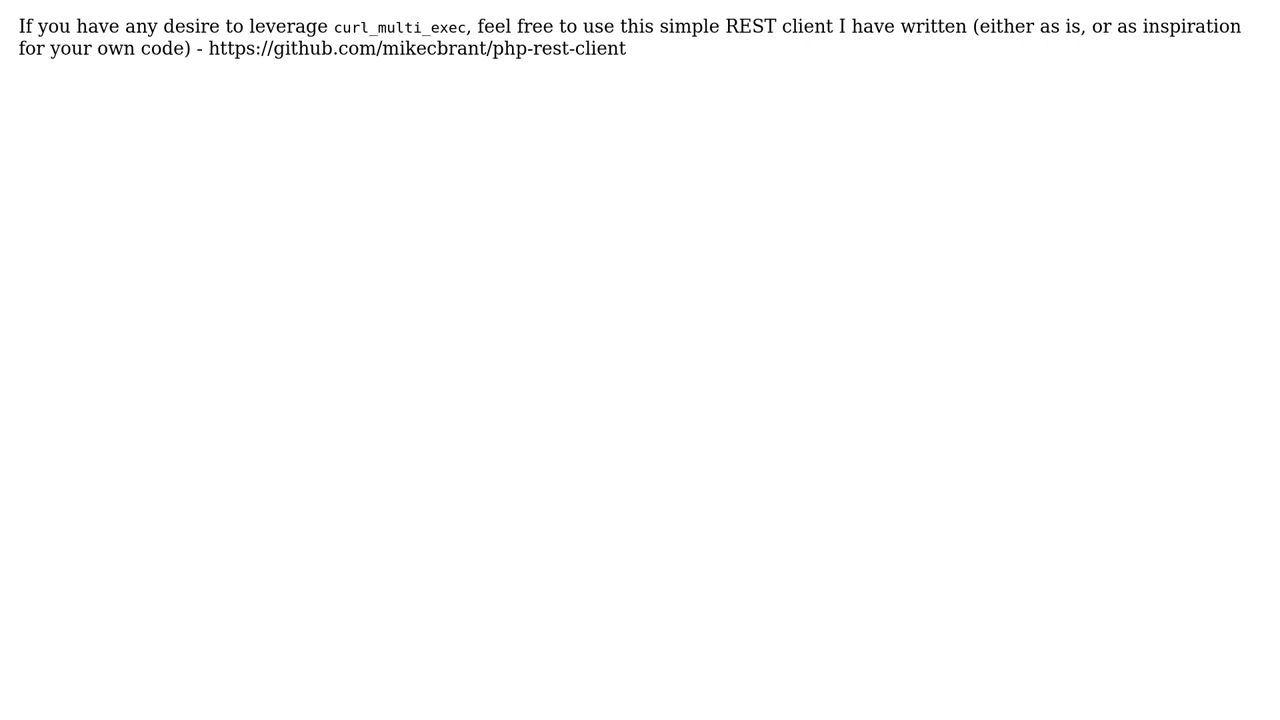 If you have any desire to leverage curl_multi_exec, feel free to use this simple REST client I have written (either as is, or as inspiration
for your own code) - https://github.com/mikecbrant/php-rest-client